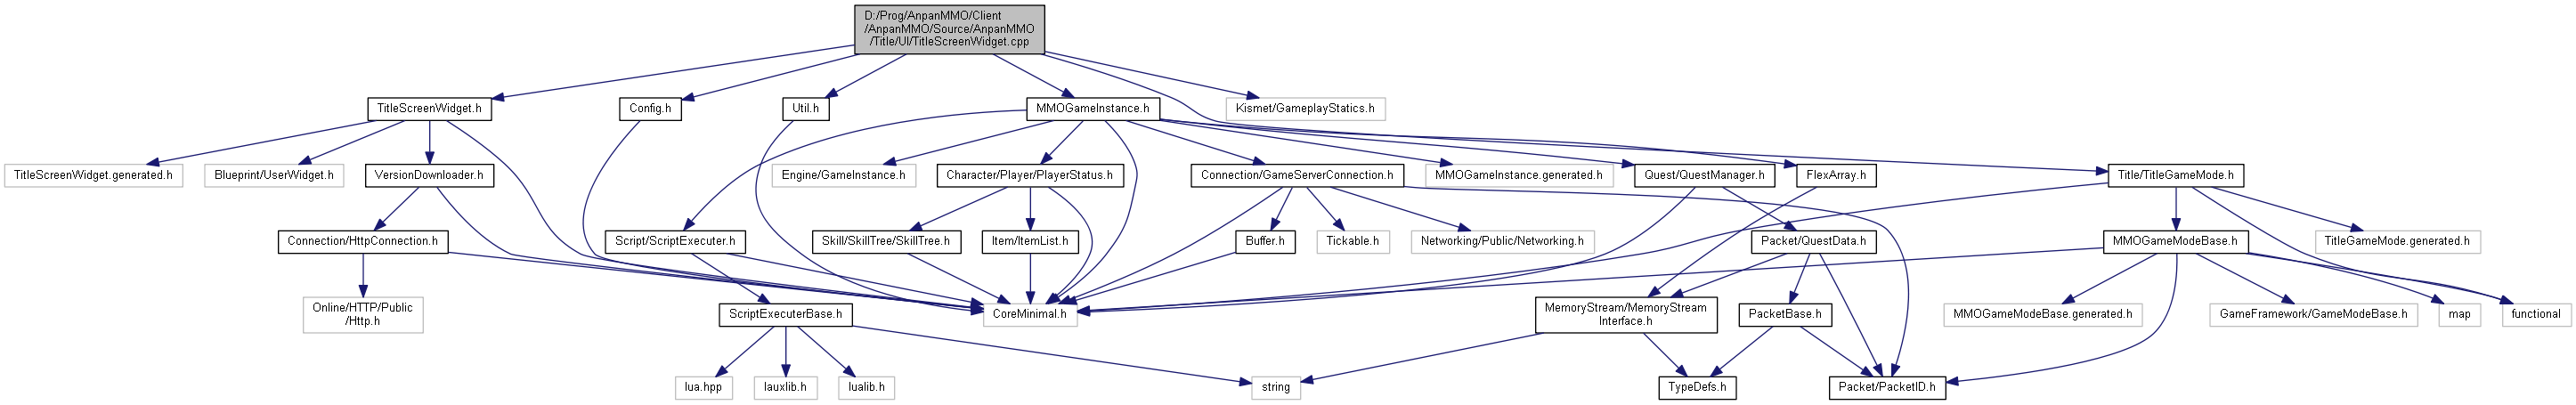 D:/Prog/AnpanMMO/Client
/AnpanMMO/Source/AnpanMMO
/Title/UI/TitleScreenWidget.cpp
TitleScreenWidget.h
Config.h
Util.h
MMOGameInstance.h
Kismet/GameplayStatics.h
TitleScreenWidget.generated.h
Blueprint/UserWidget.h
VersionDownloader.h
Engine/GameInstance.h
Character/Player/PlayerStatus.h
Connection/GameServerConnection.h
MMOGameInstance.generated.h
Quest/QuestManager.h
FlexArray.h
Title/TitleGameMode.h
Connection/HttpConnection.h
Script/ScriptExecuter.h
Skill/SkillTree/SkillTree.h
Item/ItemList.h
Buffer.h
Tickable.h
Networking/Public/Networking.h
Packet/QuestData.h
MMOGameModeBase.h
TitleGameMode.generated.h
Online/HTTP/Public
/Http.h
ScriptExecuterBase.h
CoreMinimal.h
MemoryStream/MemoryStream
Interface.h
PacketBase.h
MMOGameModeBase.generated.h
GameFramework/GameModeBase.h
map
functional
lua.hpp
lauxlib.h
lualib.h
string
TypeDefs.h
Packet/PacketID.h